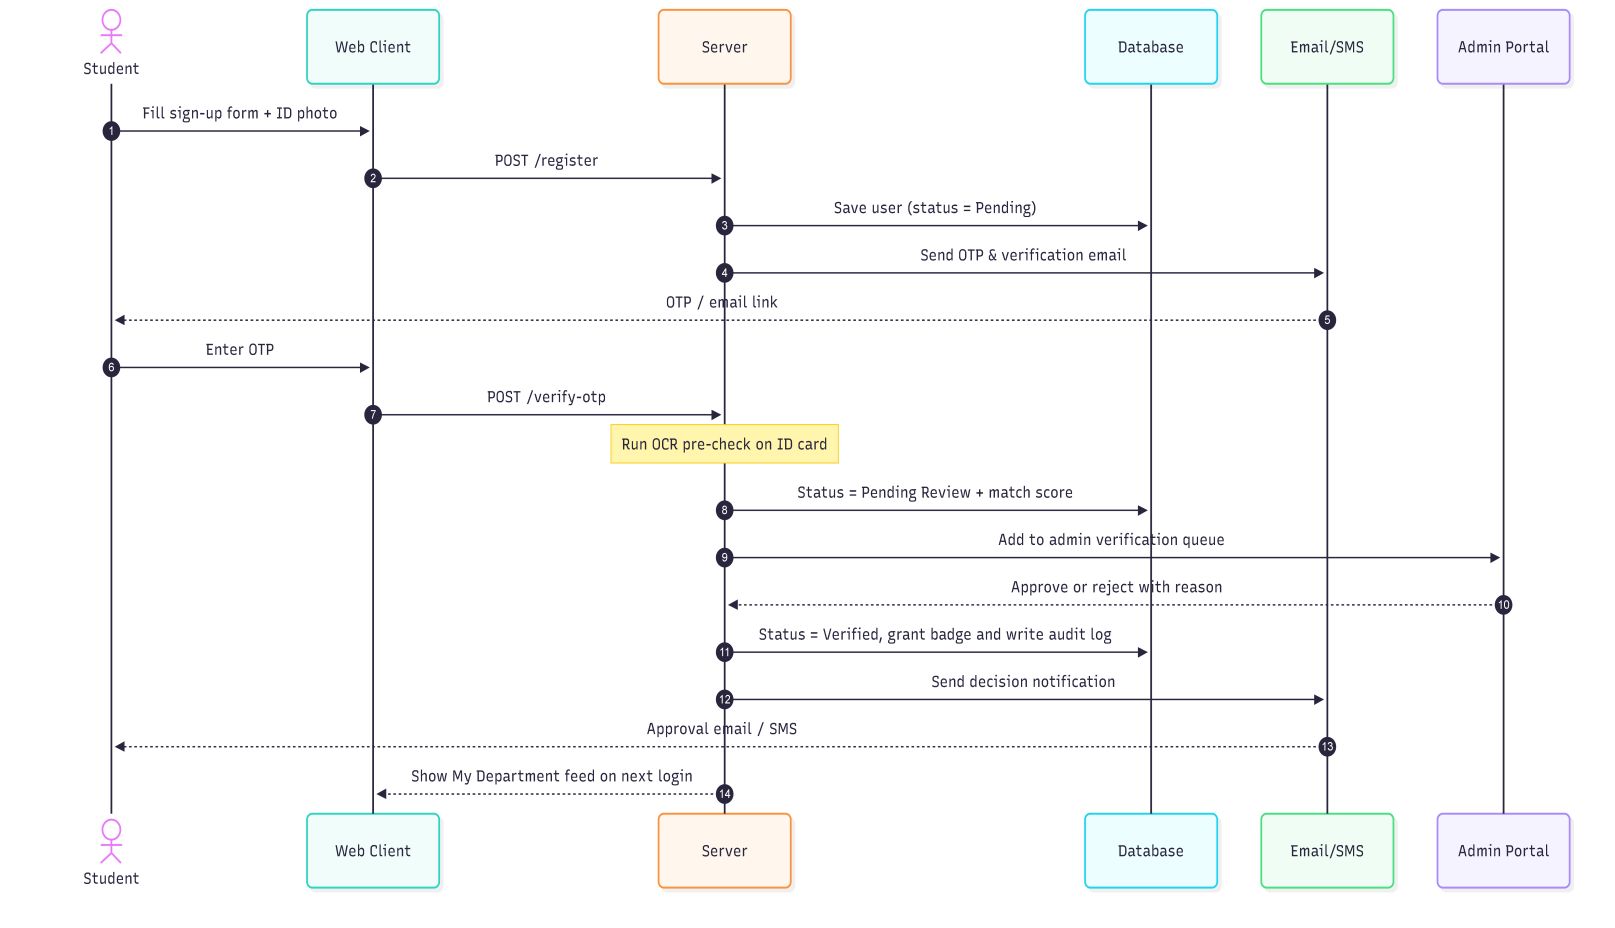 Student
Web Client
Server
Database
Email/SMS
Admin Portal
Fill sign-up form + ID photo
1
POST /register
2
Save user (status = Pending)
3
Send OTP & verification email
4
OTP / email link
5
Enter OTP
6
POST /verify-otp
7
Run OCR pre-check on ID card
Status = Pending Review + match score
8
Add to admin verification queue
9
Approve or reject with reason
10
Status = Verified, grant badge and write audit log
11
Send decision notification
12
Approval email / SMS
13
Show My Department feed on next login
14
Student
Web Client
Server
Database
Email/SMS
Admin Portal